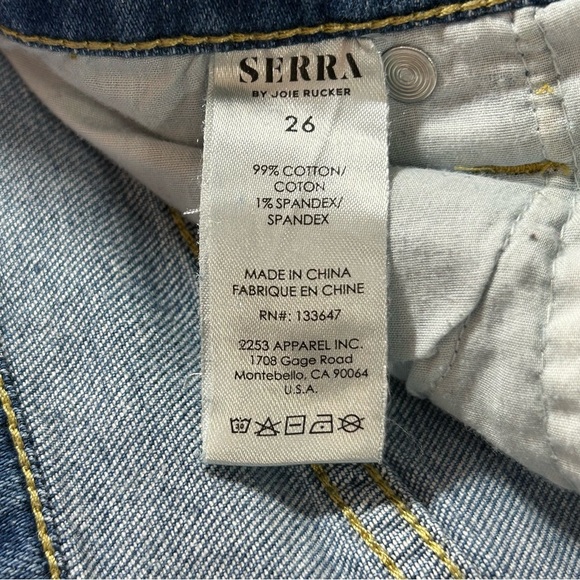 SERRA
BY JOIE RUCKER
26
99% COTTON/
COTON
1% SPANDEX/
SPANDEX
MADE IN CHINA
FABRIQUE EN CHINE
RN#: 133647
2253 APPAREL INC.
1708 Gage Road
Montebello, CA 90064
U.S.A.
30